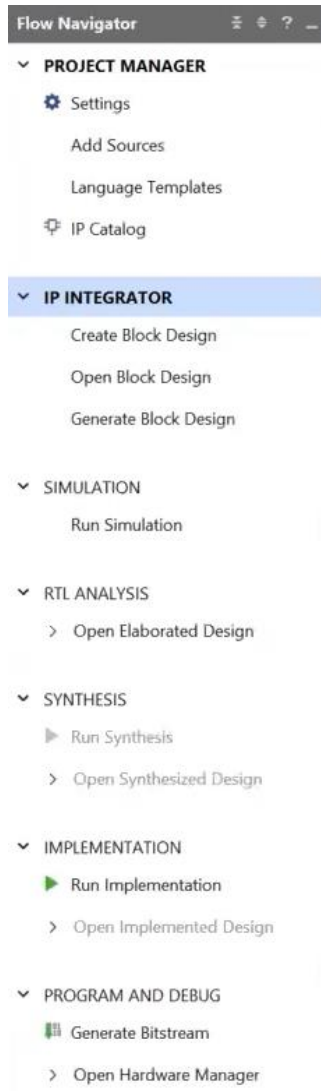 Flow Navigator ?
PROJECT MANAGER
Settings
Add Sources
Language Templates
IP Catalog
IP INTEGRATOR
Create Block Design
Open Block Design
Generate Block Design
SIMULATION
Run Simulation
RTL ANALYSIS
Open Elaborated Design
SYNTHESIS
Run Synthesis
Open Synthesized Design
IMPLEMENTATION
Run Implementation
Open Implemented Design
PROGRAM AND DEBUG
Generate Bitstream
Open Hardware Manager